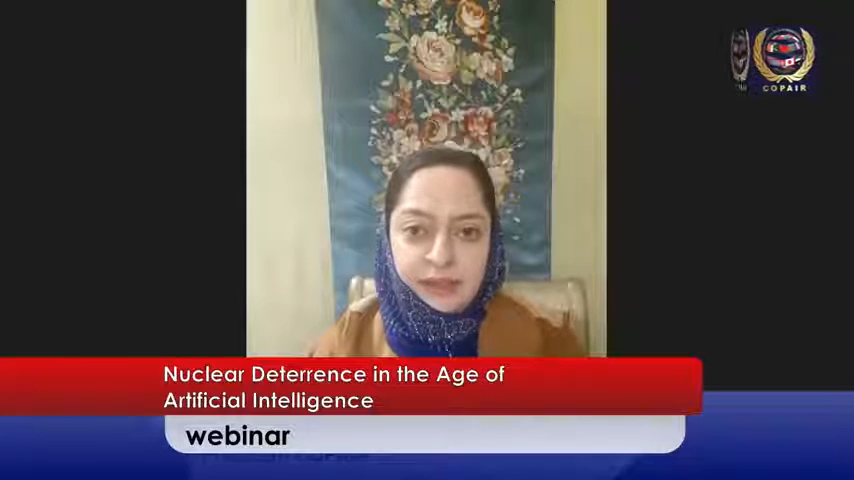 COPAIR
Nuclear Deterrence in the Age of
Artificial Intelligence
webinar